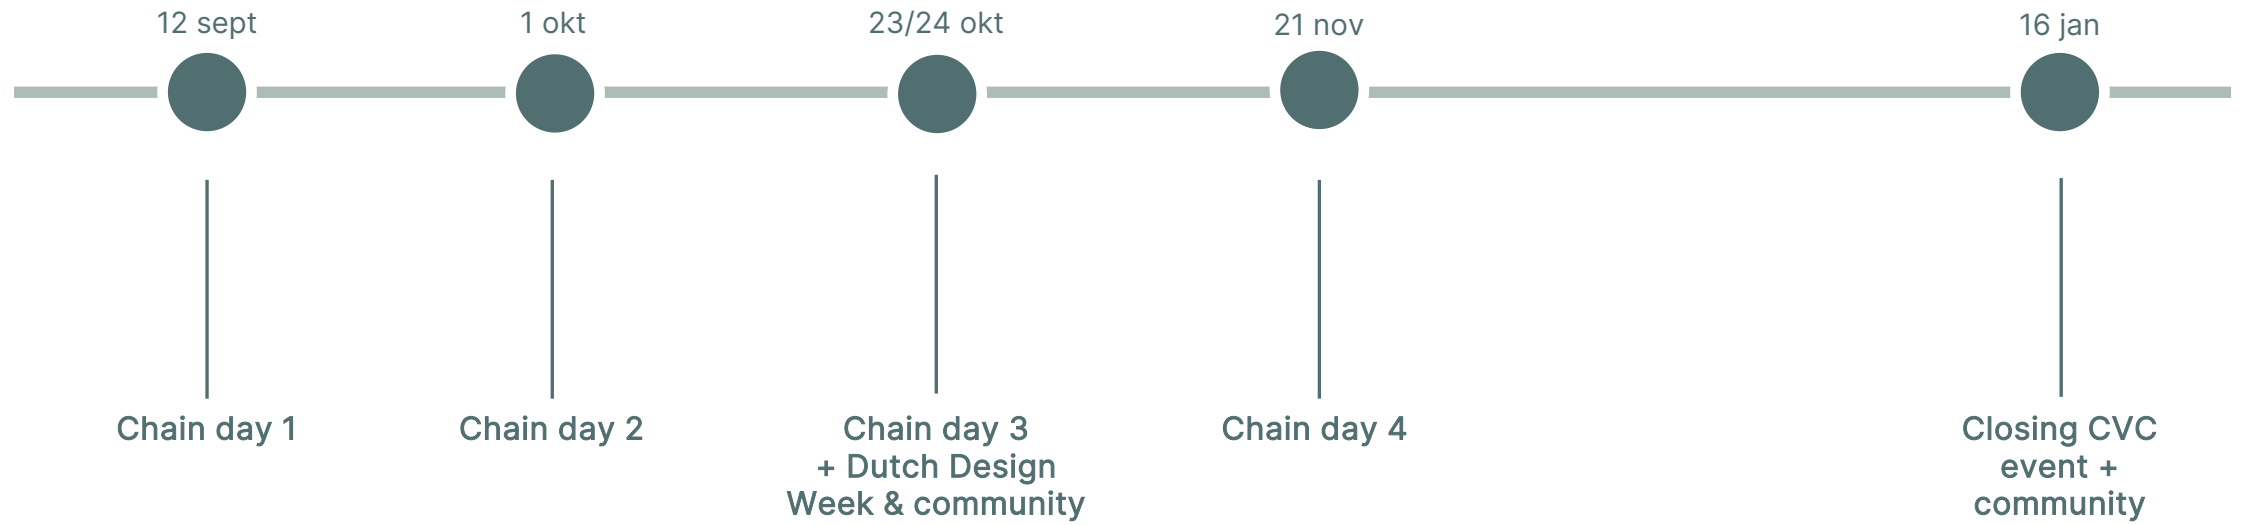 12 sept
1 okt
23/24 okt
21 nov
16 jan
Chain day 1
Chain day 2
Chain day 3
+ Dutch Design
Week & community
Chain day 4
Closing CVC
event +
community